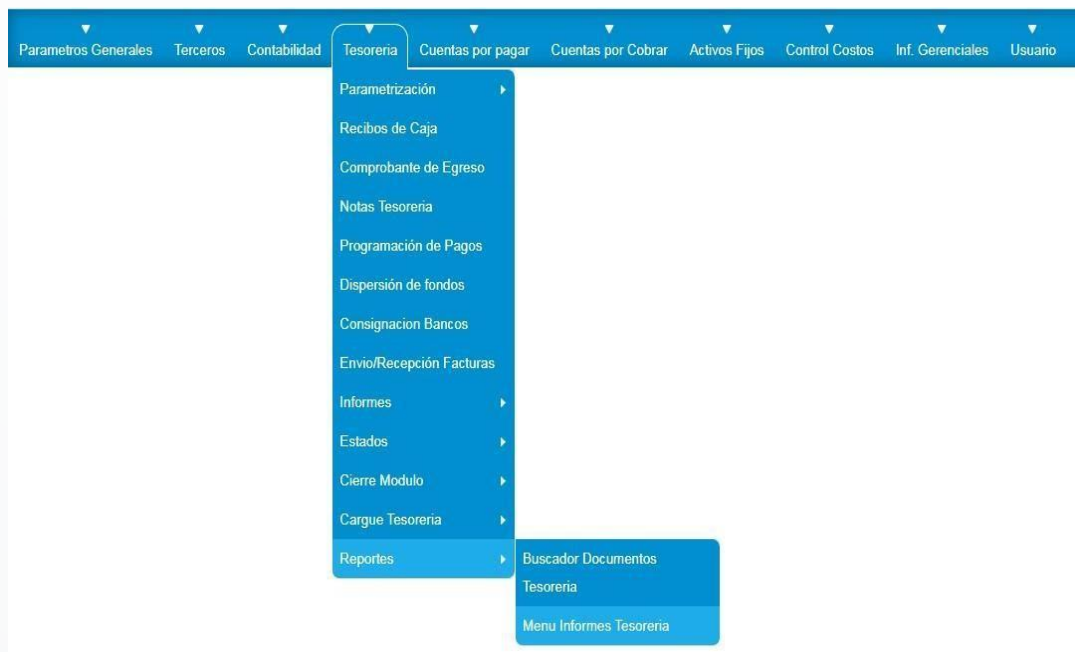 Parametros Generales Terceros Contabilidad Tesoreria Cuentas por pagar Cuentas por Cobrar Activos Fijos Control Costos Inf. Gerenciales Usuario
Parametrización
Recibos de Caja
Comprobante de Egreso
Notas Tesoreria
Programación de Pagos
Dispersión de fondos
Consignacion Bancos
Envio/Recepción Facturas
Informes
Estados
Cierre Modulo
Cargue Tesoreria
Reportes
Buscador Documentos
Tesoreria
Menu Informes Tesoreria